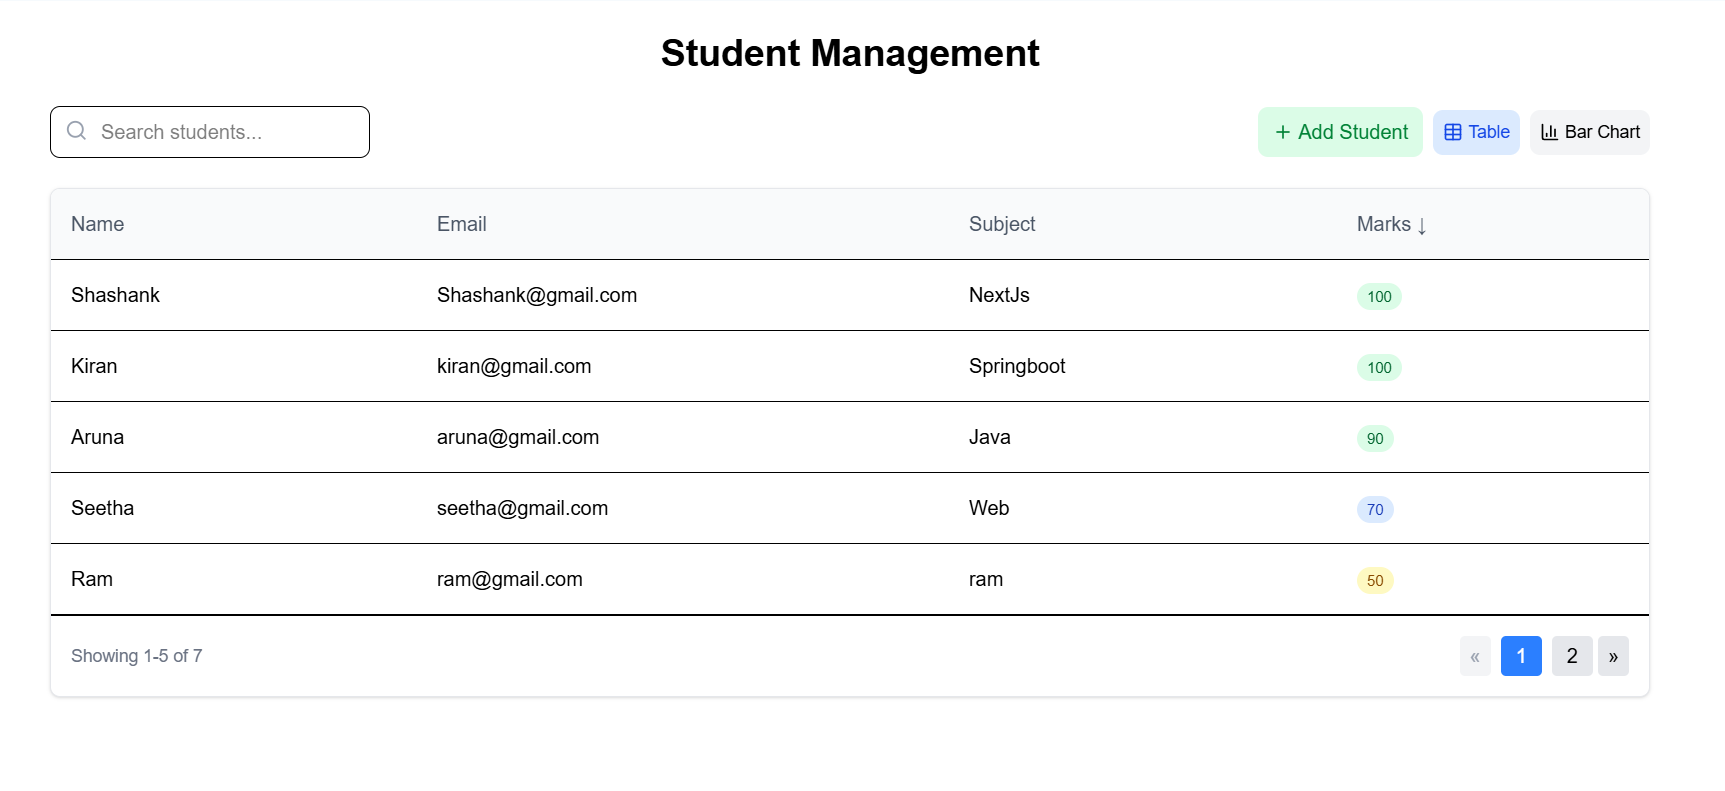 Student Management
Search students...
+ Add Student Table Bar Chart
Name Email Subject Marks ↓
Shashank Shashank@gmail.com NextJs 100
Kiran kiran@gmail.com Springboot 100
Aruna aruna@gmail.com Java 90
Seetha seetha@gmail.com Web 70
Ram ram@gmail.com ram 50
Showing 1-5 of 7 « 1 2 »